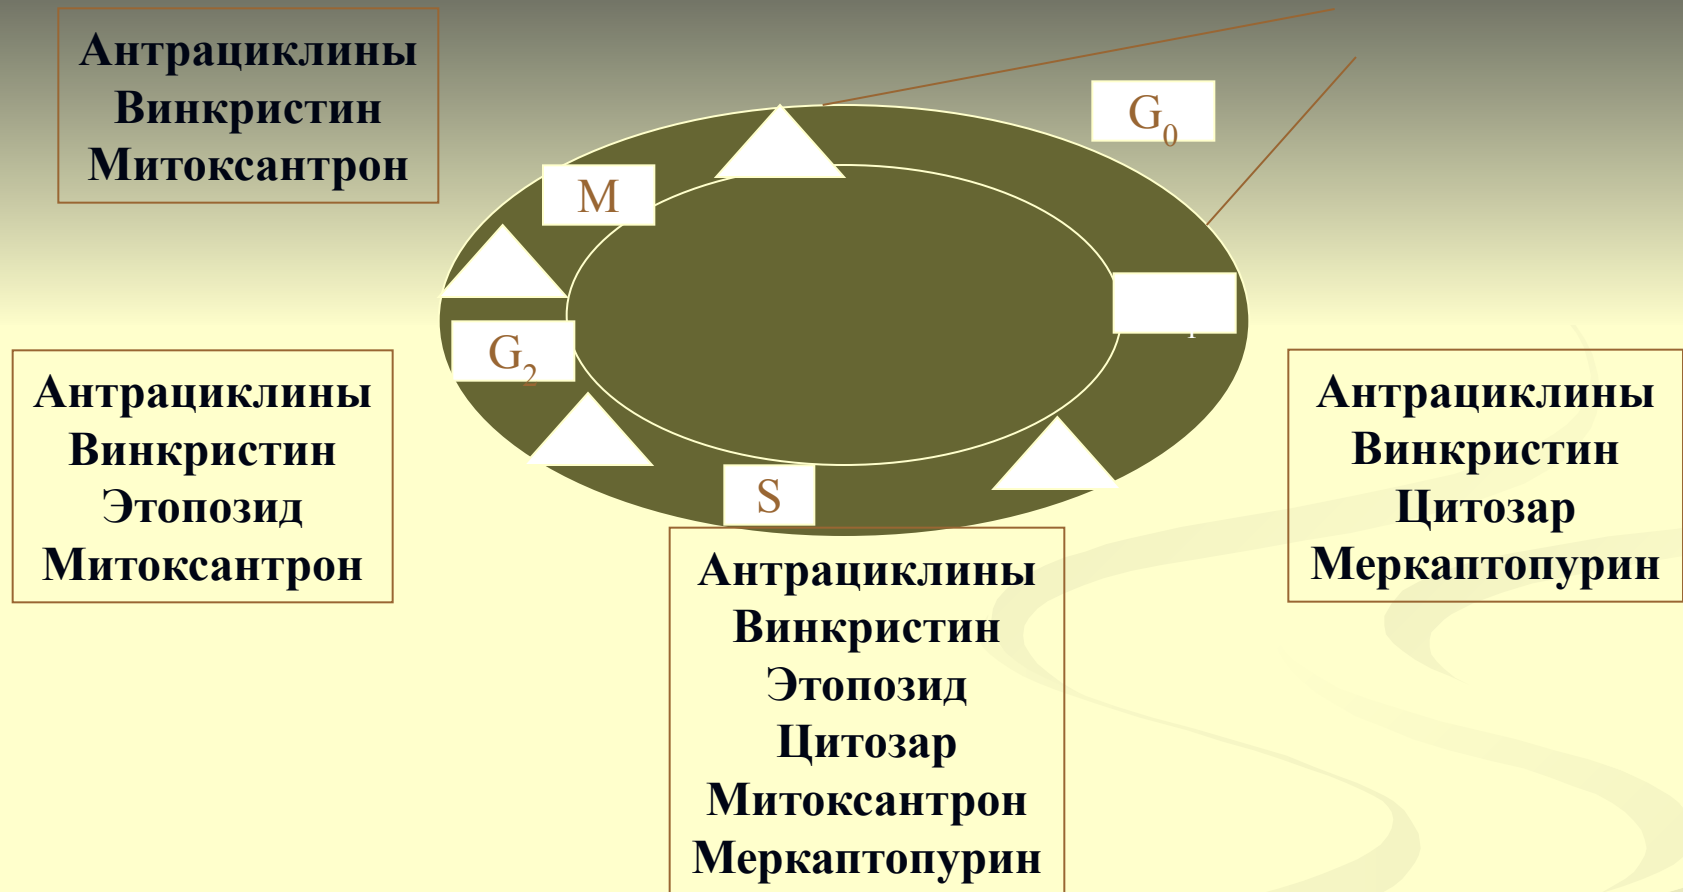 Антрациклины
Винкристин
Митоксантрон
G₀
M
G₂
Антрациклины
Винкристин
Этопозид
Митоксантрон
Антрациклины
Винкристин
Цитозар
Меркаптопурин
S
Антрациклины
Винкристин
Этопозид
Цитозар
Митоксантрон
Меркаптопурин